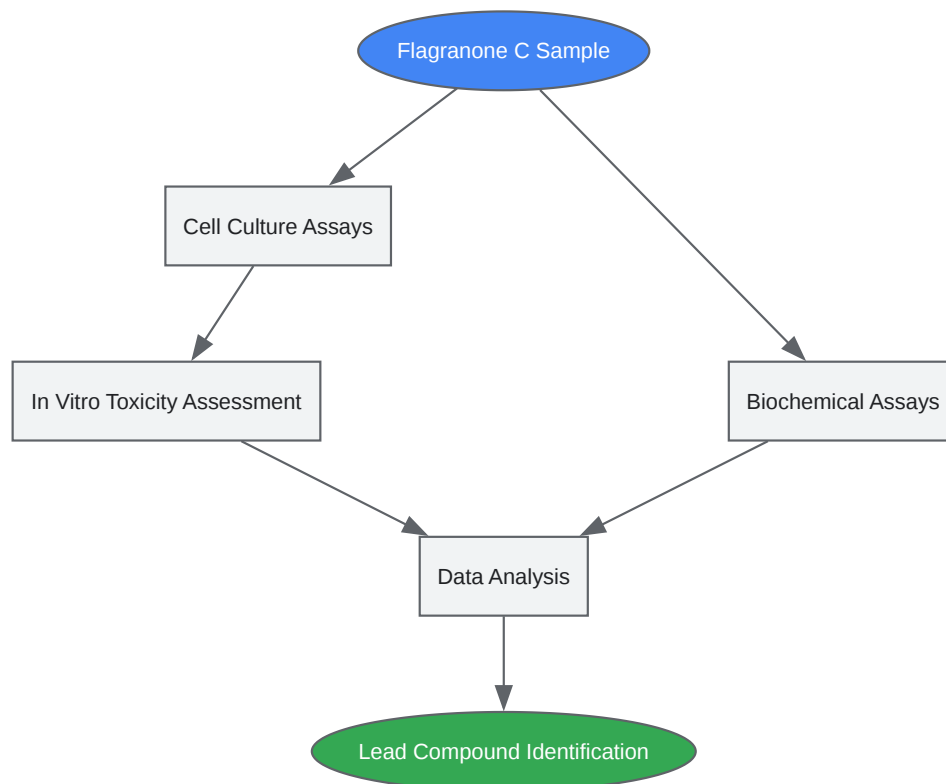 Flagranone C Sample
Cell Culture Assays
In Vitro Toxicity Assessment
Biochemical Assays
Data Analysis
Lead Compound Identification